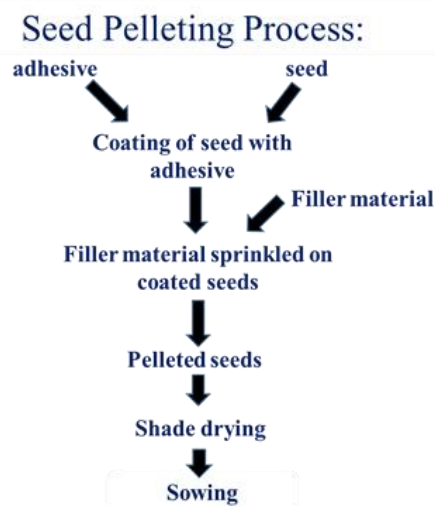 Seed Pelleting Process:
adhesive
seed
Coating of seed with
adhesive
Filler material
Filler material sprinkled on
coated seeds
Pelleted seeds
Shade drying
Sowing